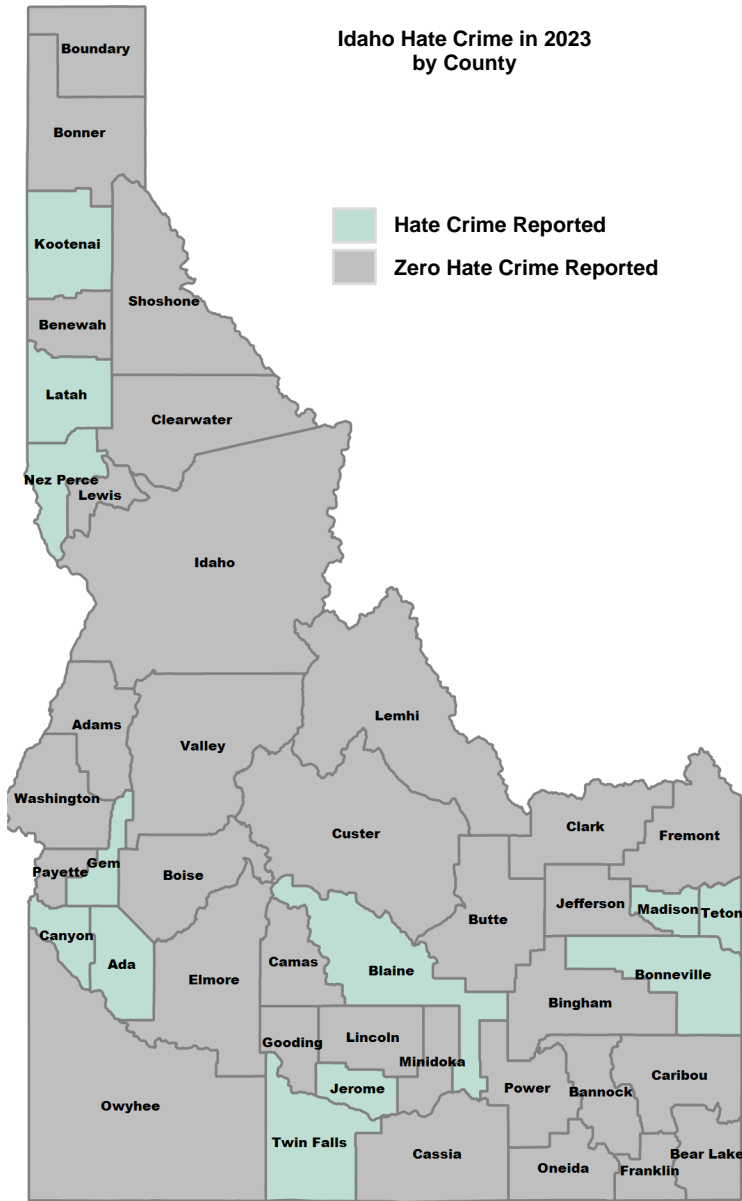 Idaho Hate Crime in 2023
by County
Boundary
Bonner
Hate Crime Reported
Kootenai
Zero Hate Crime Reported
Shoshone
Benewah
Latah
Clearwater
Nez Perce
Lewis
Idaho
Lemhi
Adams
Valley
Washington
Clark
Custer
Fremont
Gem
Payette
Boise
Jefferson
Madison
Teton
Butte
Canyon
Ada
Camas
Blaine
Bonneville
Elmore
Bingham
Lincoln
Gooding
Minidoka
Caribou
Jerome
Power
Bannock
Owyhee
Twin Falls
Cassia
Bear Lake
Oneida
Franklin